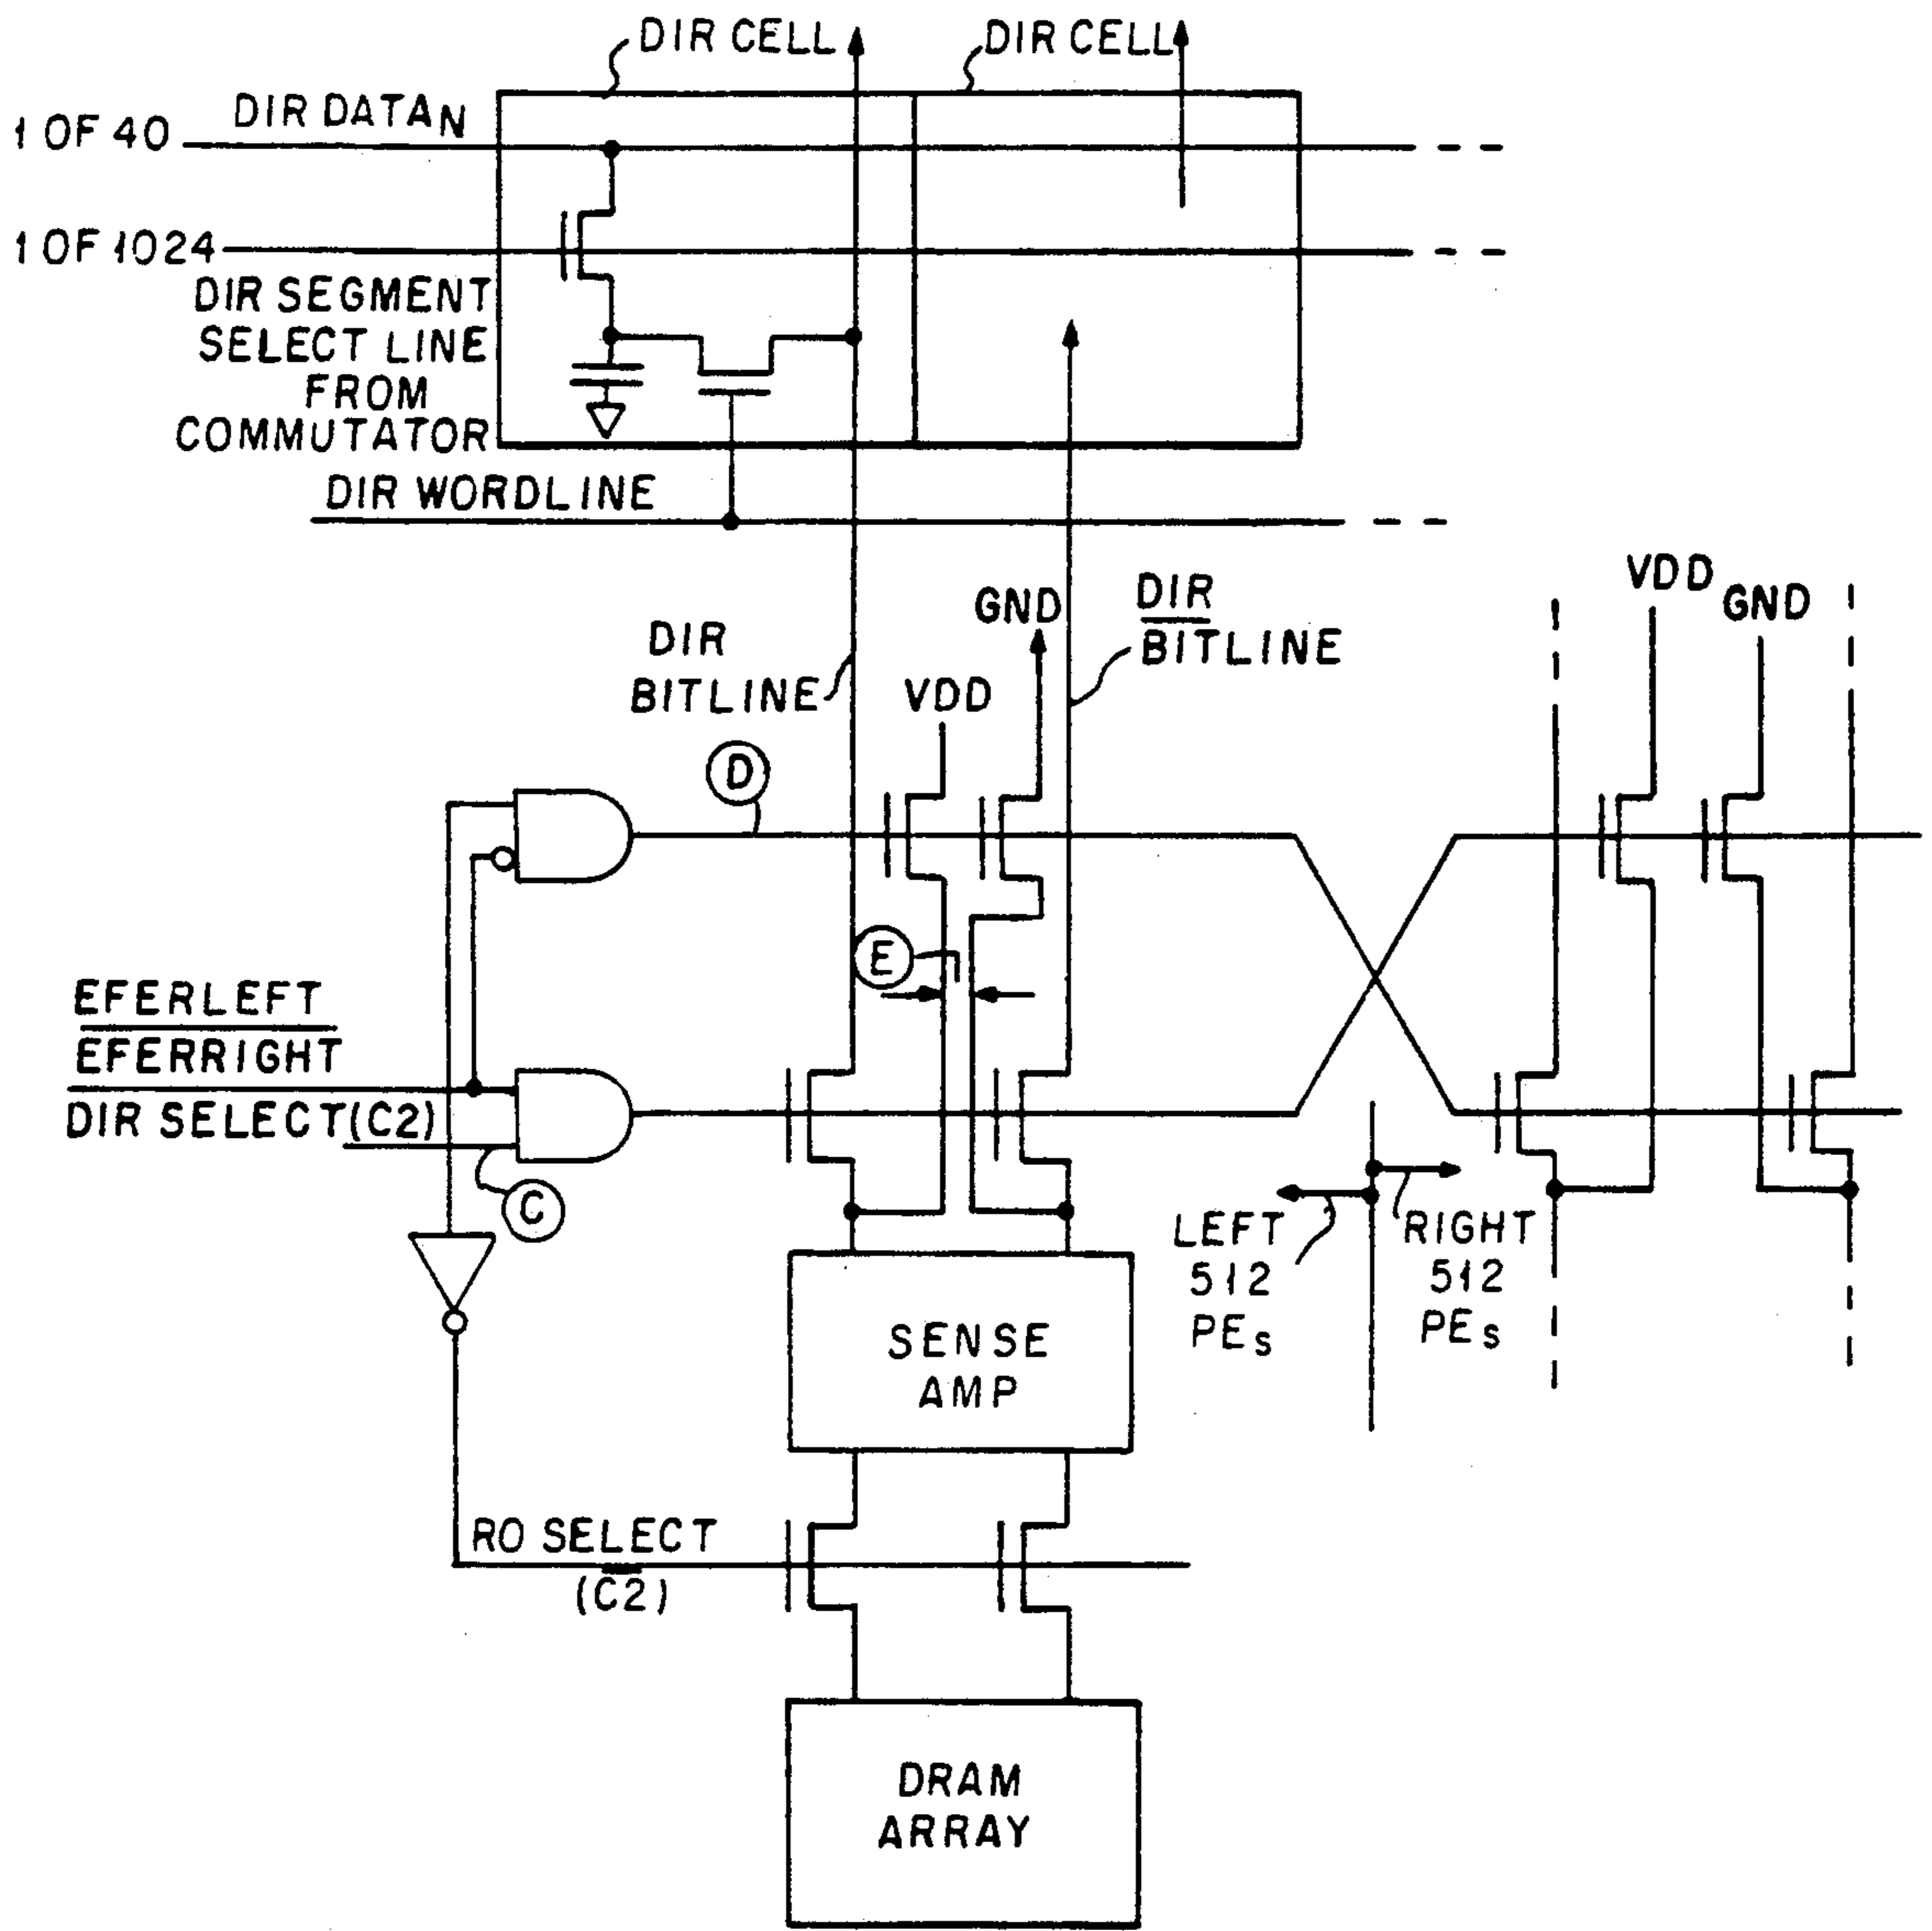 DIR CELL
DIR CELL
1 OF 40
DIR DATA N
1 OF 1024
DIR SEGMENT
SELECT LINE
FROM
COMMUTATOR
DIR WORDLINE
DIR
BITLINE
VDD
GND
DIR
BITLINE
VDD
GND
D
E
EFERLEFT
EFERRIGHT
DIR SELECT(C2)
C
LEFT
512
PEs
RIGHT
512
PEs
SENSE
AMP
RO SELECT
(C2)
DRAM
ARRAY